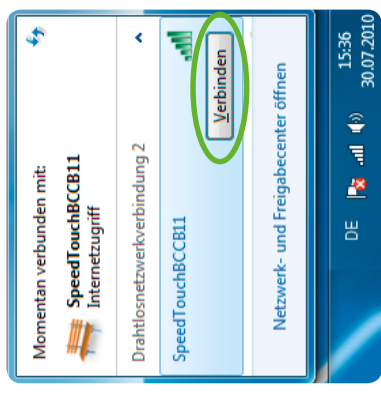 Momentan verbunden mit:
SpeedTouchBCCB11
Internetzugriff
Drahtlosnetzwerkverbindung 2
SpeedTouchBCCB11
Verbinden
Netzwerk- und Freigabecenter öffnen
DE
15:36
30.07.2010